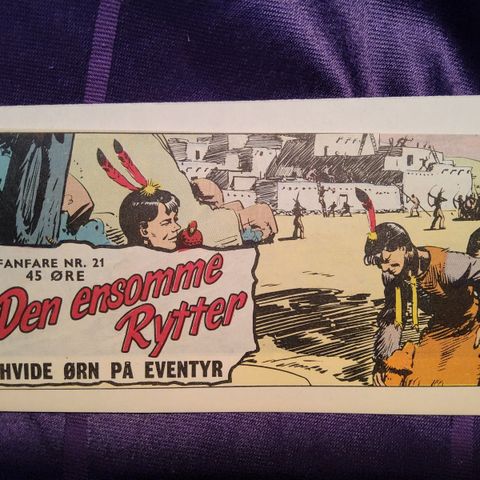 FANFARE NR. 21
45 ØRE
Den ensomme
Rytter
HVIDE ØRN PÅ EVENTYR